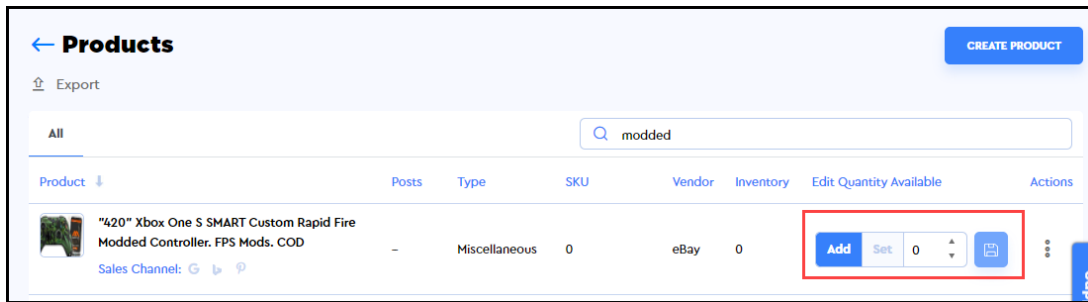 ← Products
CREATE PRODUCT
Export
All
modded
Product ↓ Posts Type SKU Vendor Inventory Edit Quantity Available Actions
"420" Xbox One S SMART Custom Rapid Fire
Modded Controller. FPS Mods. COD
– Miscellaneous 0 eBay 0 Add Set 0
Sales Channel: